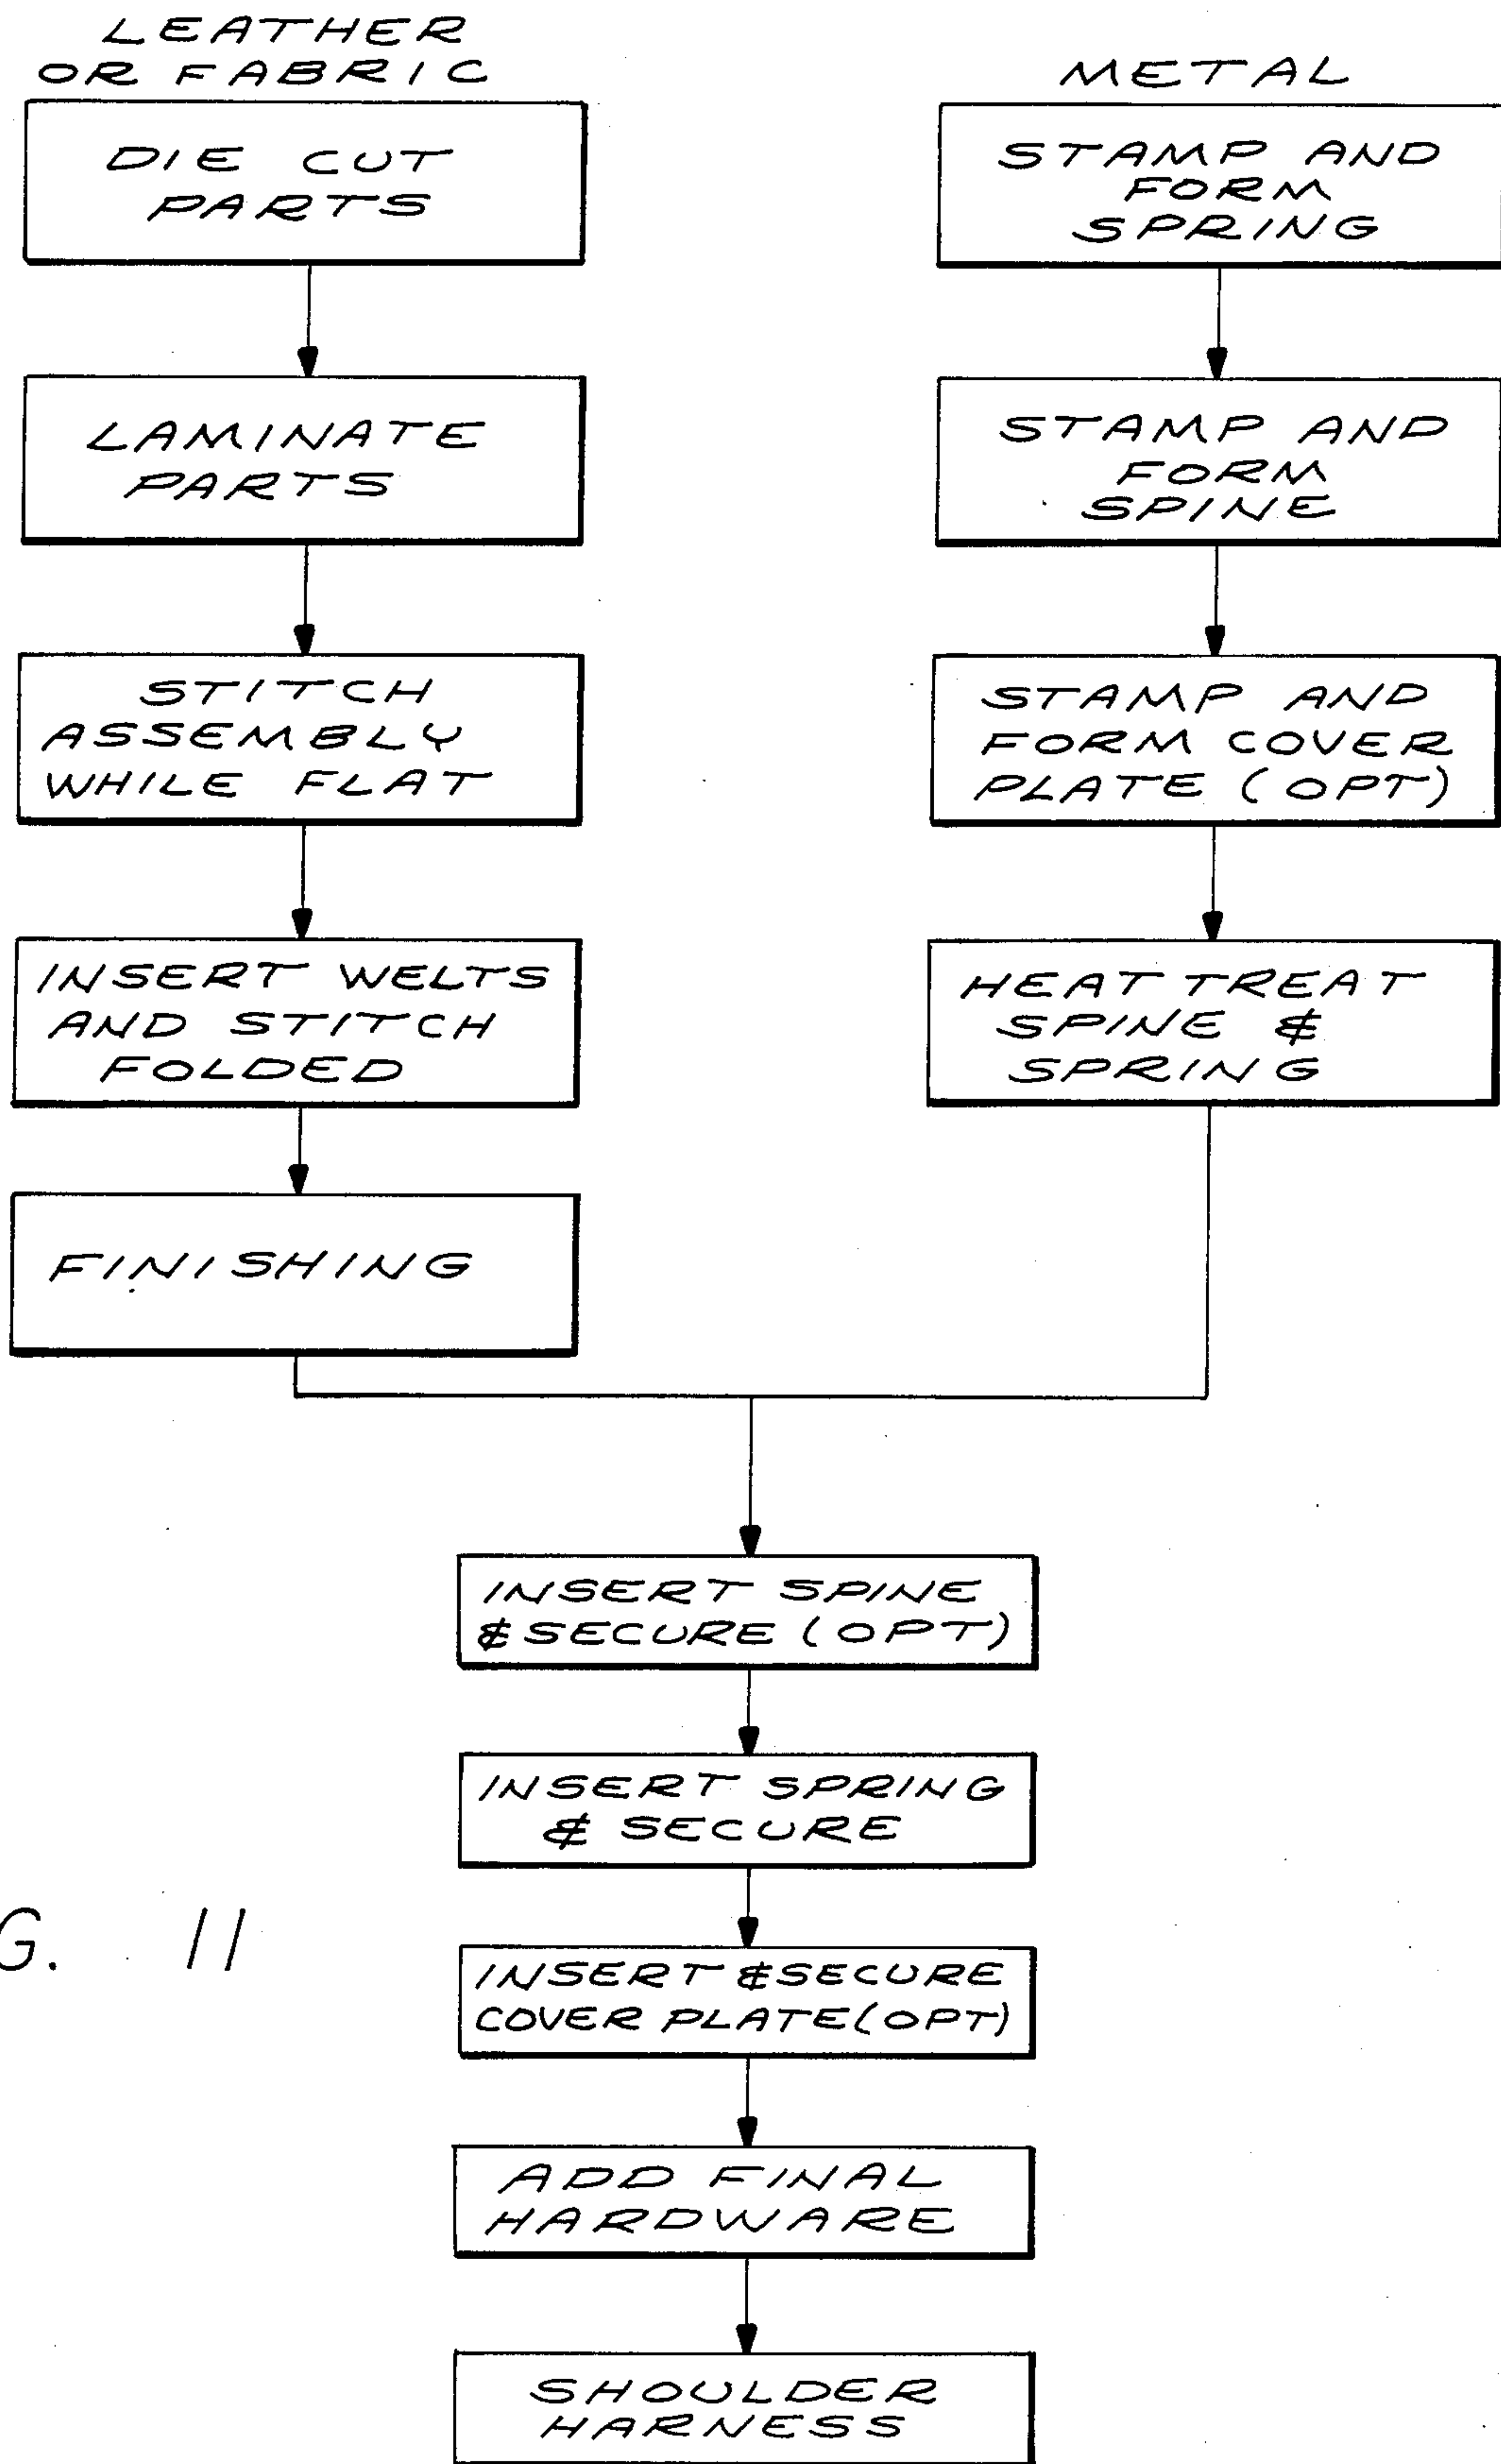 LEATHER
OR FABRIC
DIE CUT
PARTS
LAMINATE
PARTS
STITCH
ASSEMBLY
WHILE FLAT
INSERT WELTS
AND STITCH
FOLDED
FINISHING
METAL
STAMP AND
FORM
SPRING
STAMP AND
FORM
SPINE
STAMP AND
FORM COVER
PLATE (OPT)
HEAT TREAT
SPINE &
SPRING
INSERT SPINE
& SECURE (OPT)
INSERT SPRING
& SECURE
INSERT & SECURE
COVER PLATE (OPT)
ADD FINAL
HARDWARE
SHOULDER
HARNESS
G. 11